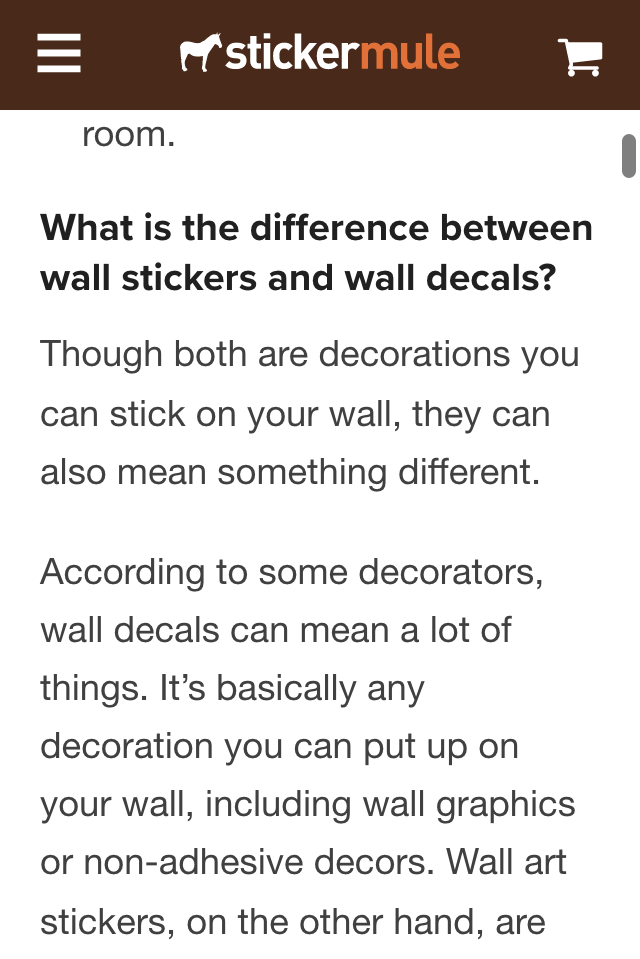 stickermule
room.
What is the difference between
wall stickers and wall decals?
Though both are decorations you
can stick on your wall, they can
also mean something different.
According to some decorators,
wall decals can mean a lot of
things. It’s basically any
decoration you can put up on
your wall, including wall graphics
or non-adhesive decors. Wall art
stickers, on the other hand, are